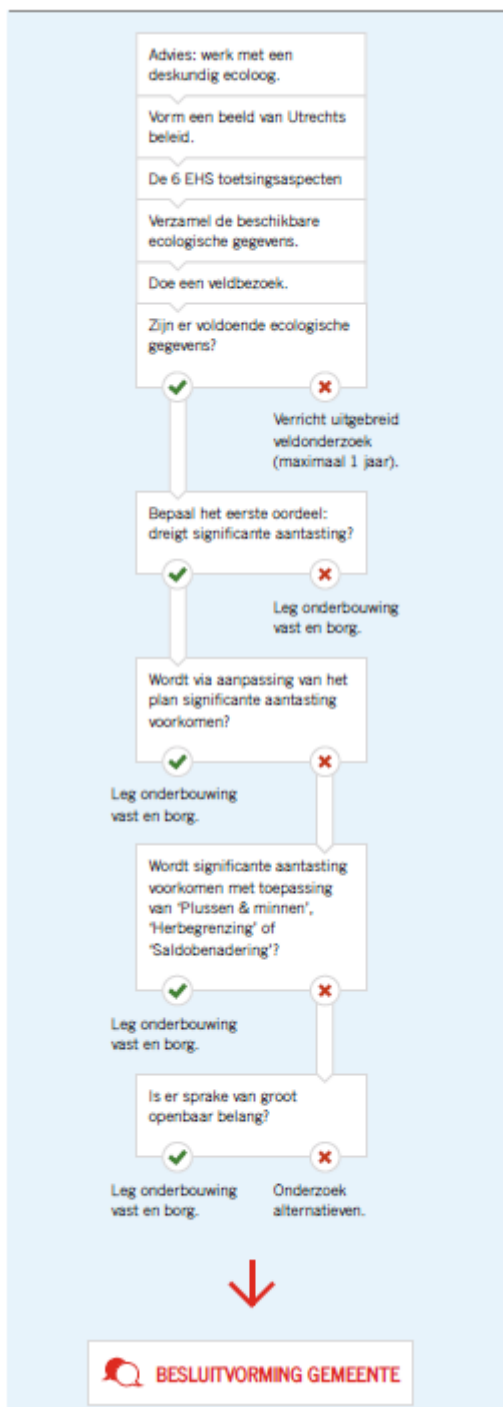 Advies: werk met een
deskundig ecoloog.
Vorm een beeld van Utrechts
beleid.
De 6 EHS toetsingsaspecten
Verzamel de beschikbare
ecologische gegevens.
Doe een veldbezoek.
Zijn er voldoende ecologische
gegevens?
Verricht uitgebreid
veldonderzoek
(maximaal 1 jaar).
Bepaal het eerste oordeel:
dreigt significante aantasting?
Leg onderbouwing
vast en borg.
Wordt via aanpassing van het
plan significante aantasting
voorkomen?
Leg onderbouwing
vast en borg.
Wordt significante aantasting
voorkomen met toepassing
van 'Plussen & minnen',
'Herbegrenzing' of
'Saldobenadering'?
Leg onderbouwing
vast en borg.
Is er sprake van groot
openbaar belang?
Leg onderbouwing
vast en borg.
Onderzoek
alternatieven.
BESLUITVORMING GEMEENTE